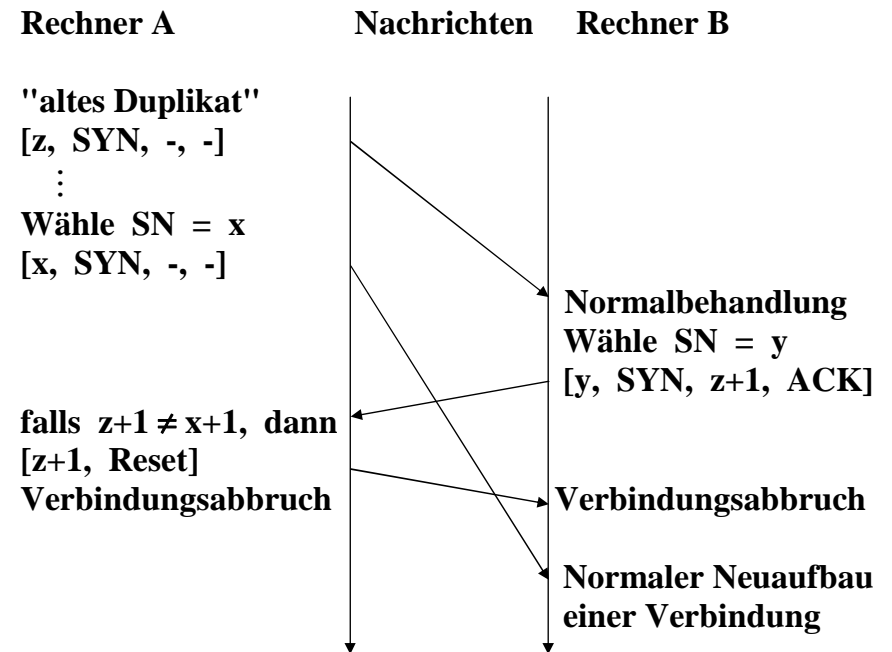 Rechner A Nachrichten Rechner B
"altes Duplikat"
[z, SYN, -, -]
⋮
Wähle SN = x
[x, SYN, -, -]
Normalbehandlung
Wähle SN = y
[y, SYN, z+1, ACK]
falls z+1 ≠ x+1, dann
[z+1, Reset]
Verbindungsabbruch
Verbindungsabbruch
Normaler Neuaufbau
einer Verbindung